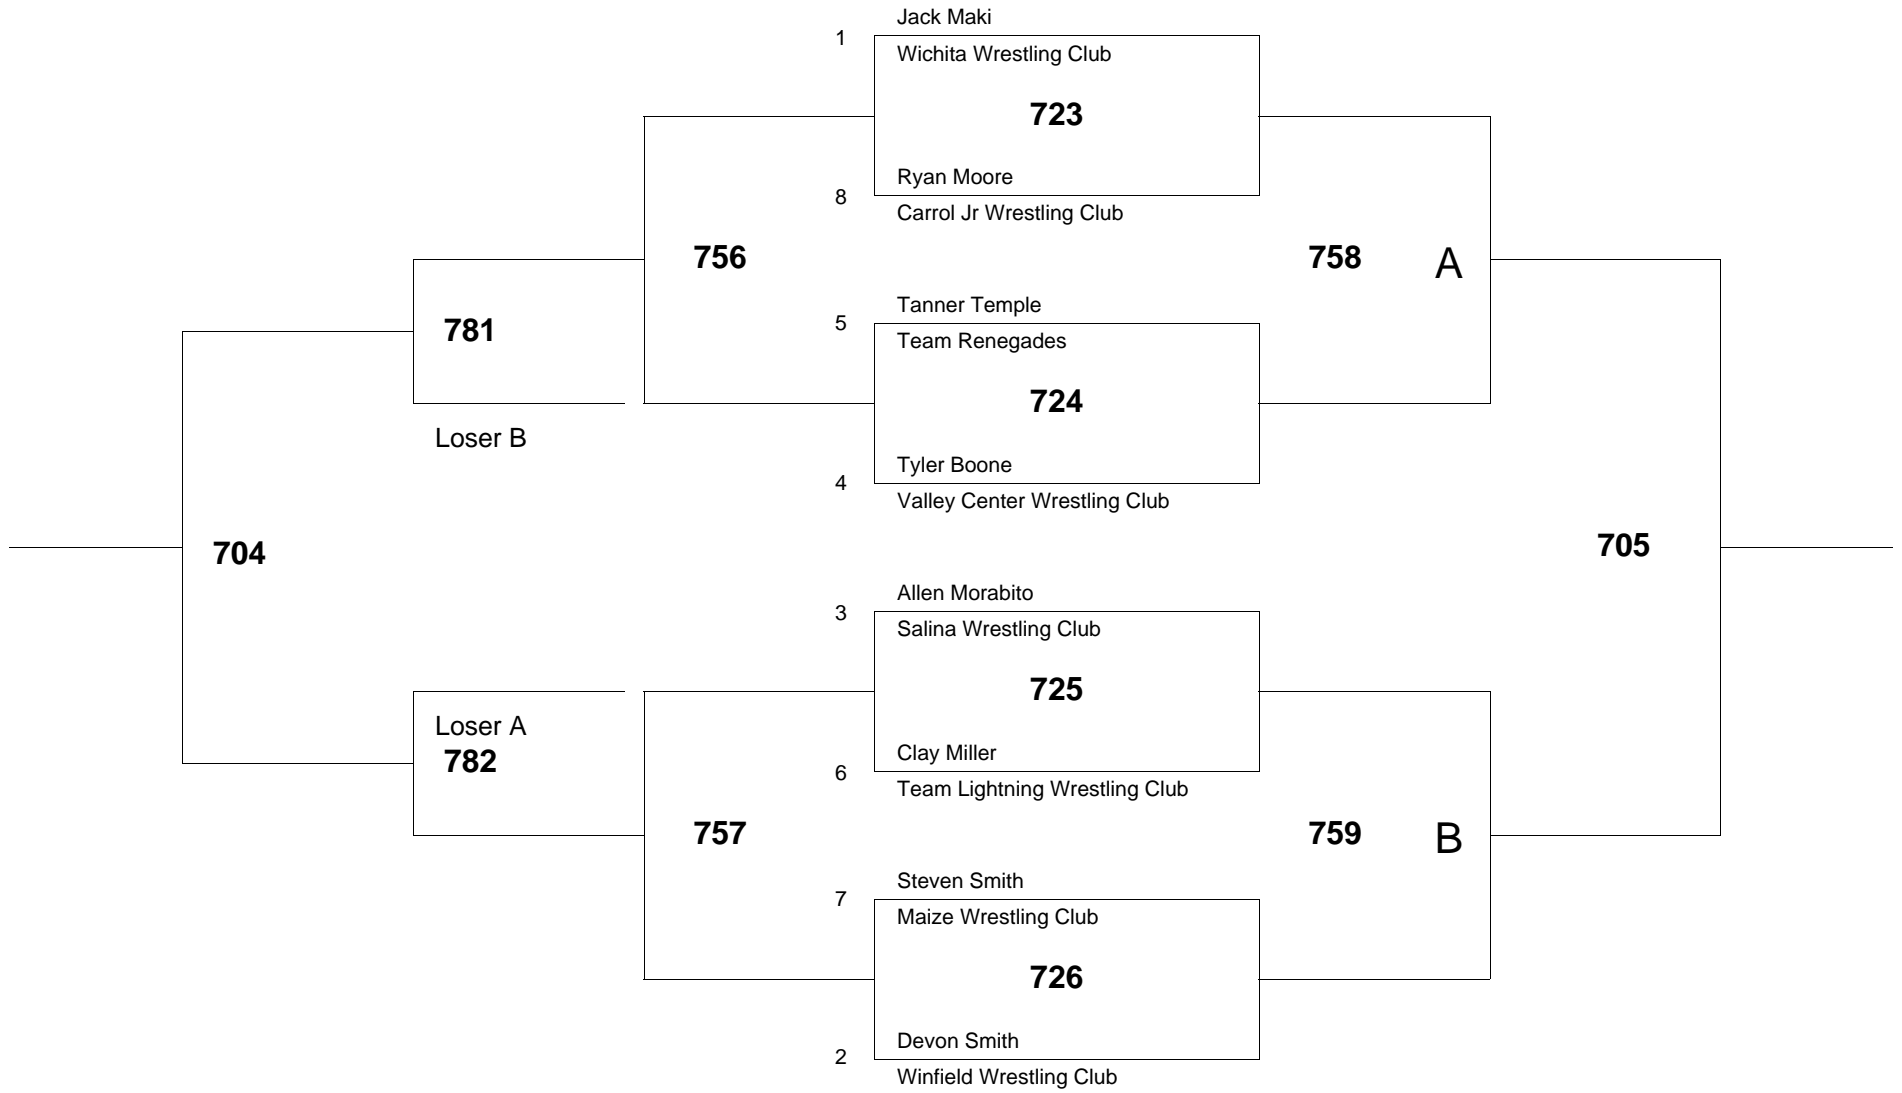 Jack Maki
1
Wichita Wrestling Club
723
Ryan Moore
8
Carrol Jr Wrestling Club
756
758
A
Tanner Temple
5
Team Renegades
781
724
Loser B
Tyler Boone
4
Valley Center Wrestling Club
704
705
Allen Morabito
3
Salina Wrestling Club
725
Loser A
782
Clay Miller
6
Team Lightning Wrestling Club
757
759
B
Steven Smith
7
Maize Wrestling Club
726
Devon Smith
2
Winfield Wrestling Club